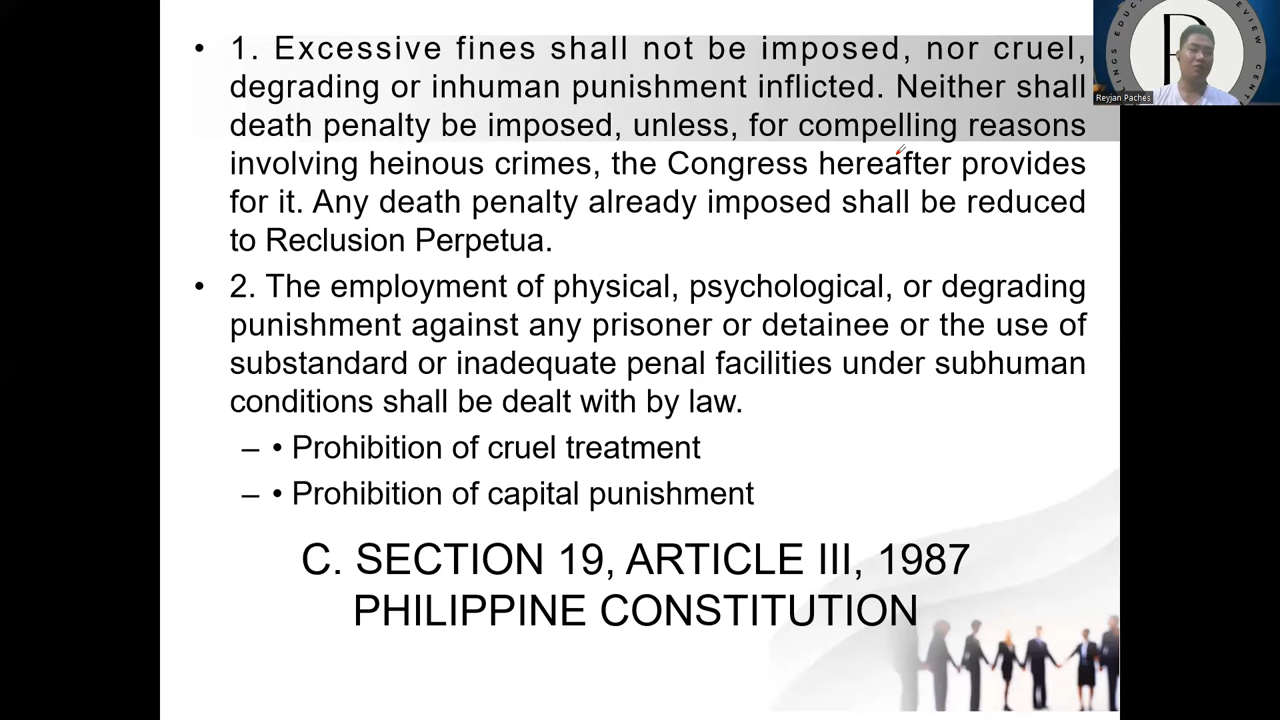 • 1. Excessive fines shall not be imposed, nor cruel,
degrading or inhuman punishment inflicted. Neither shall
death penalty be imposed, unless, for compelling reasons
involving heinous crimes, the Congress hereafter provides
for it. Any death penalty already imposed shall be reduced
to Reclusion Perpetua.
• 2. The employment of physical, psychological, or degrading
punishment against any prisoner or detainee or the use of
substandard or inadequate penal facilities under subhuman
conditions shall be dealt with by law.
– • Prohibition of cruel treatment
– • Prohibition of capital punishment
C. SECTION 19, ARTICLE III, 1987
PHILIPPINE CONSTITUTION
Reyjan Paches